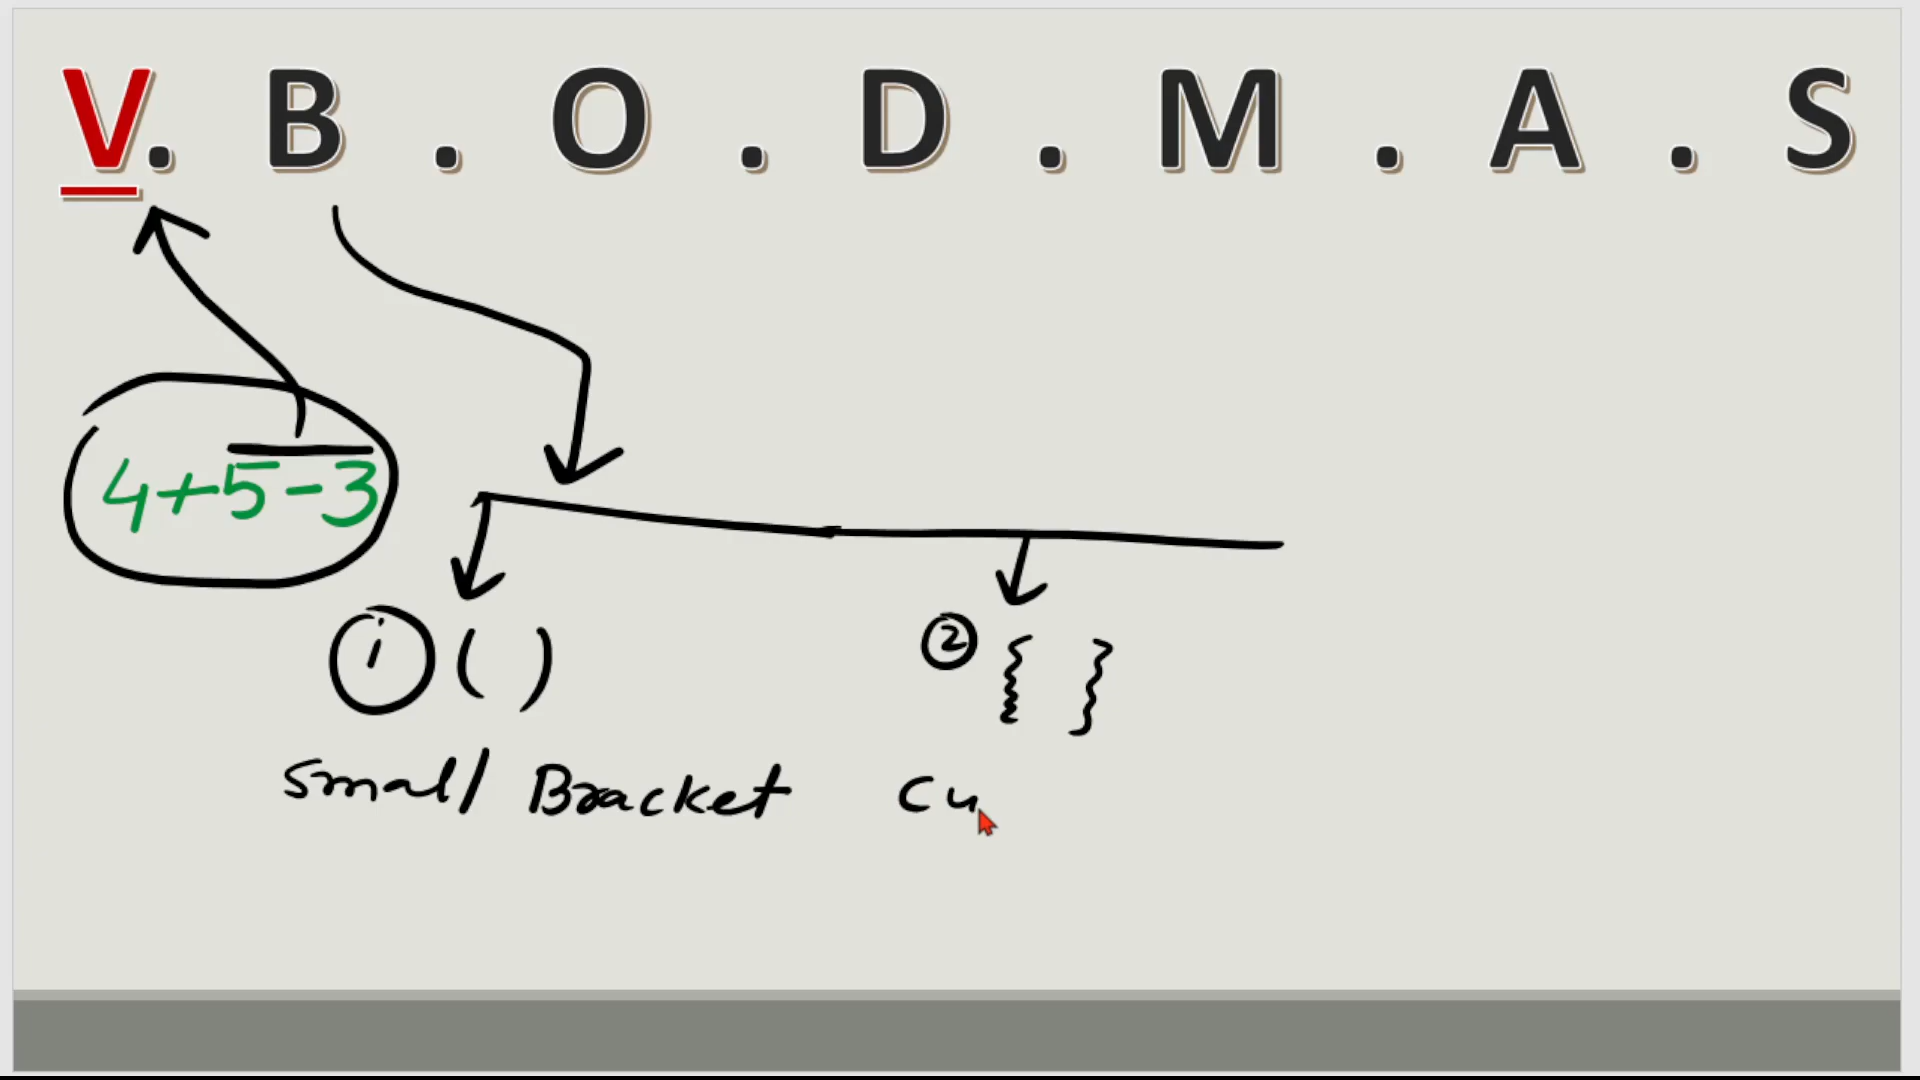 V. B . O . D . M . A . S
4+5-3
1 ( ) 2 { }
Small Bracket Cu